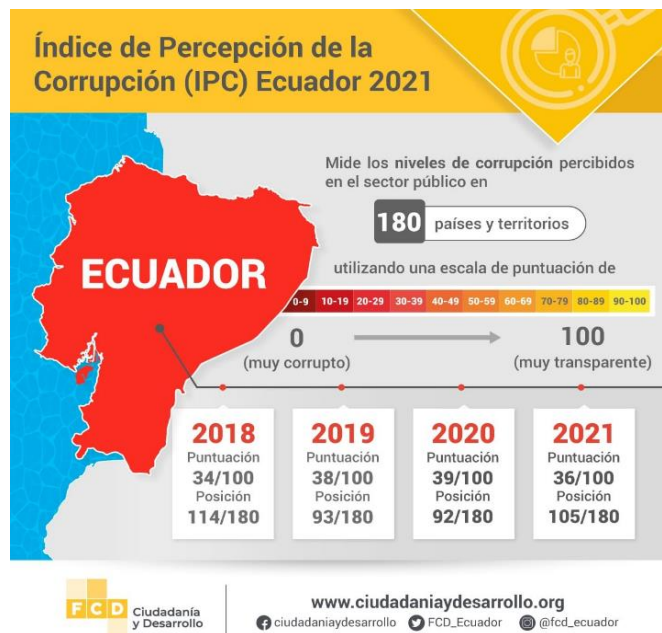 Índice de Percepción de la
Corrupción (IPC) Ecuador 2021
Mide los niveles de corrupción percibidos
en el sector público en
180 países y territorios
utilizando una escala de puntuación de
ECUADOR
0-9 10-19 20-29 30-39 40-49 50-59 60-69 70-79 80-89 90-100
0 100
(muy corrupto) (muy transparente)
2018
Puntuación
34/100
Posición
114/180
2019
Puntuación
38/100
Posición
93/180
2020
Puntuación
39/100
Posición
92/180
2021
Puntuación
36/100
Posición
105/180
FCD Ciudadanía
y Desarrollo
www.ciudadaniaydesarrollo.org
ciudadaniaydesarrollo FCD_Ecuador @fcd_ecuador